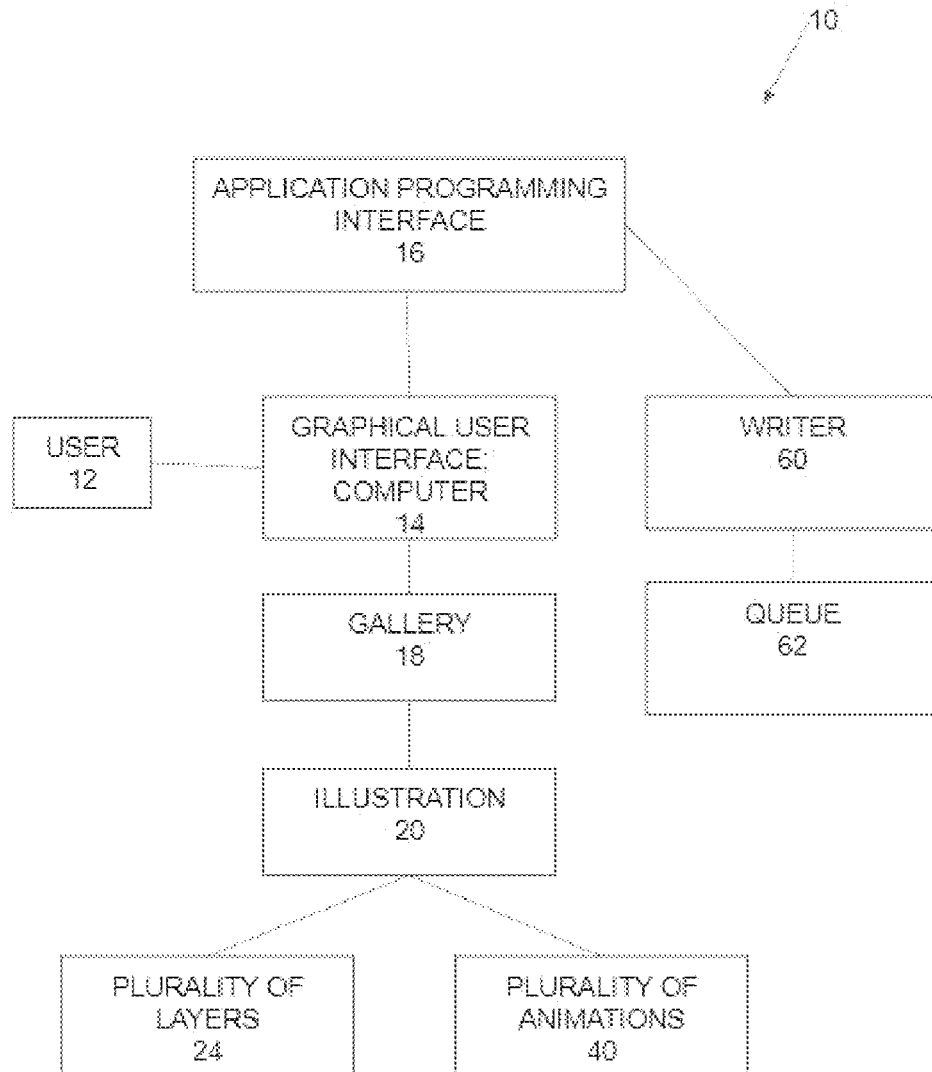 10
APPLICATION PROGRAMMING
INTERFACE
16
USER
12
GRAPHICAL USER
INTERFACE:
COMPUTER
14
WRITER
60
GALLERY
18
QUEUE
62
ILLUSTRATION
20
PLURALITY OF
LAYERS
24
PLURALITY OF
ANIMATIONS
40